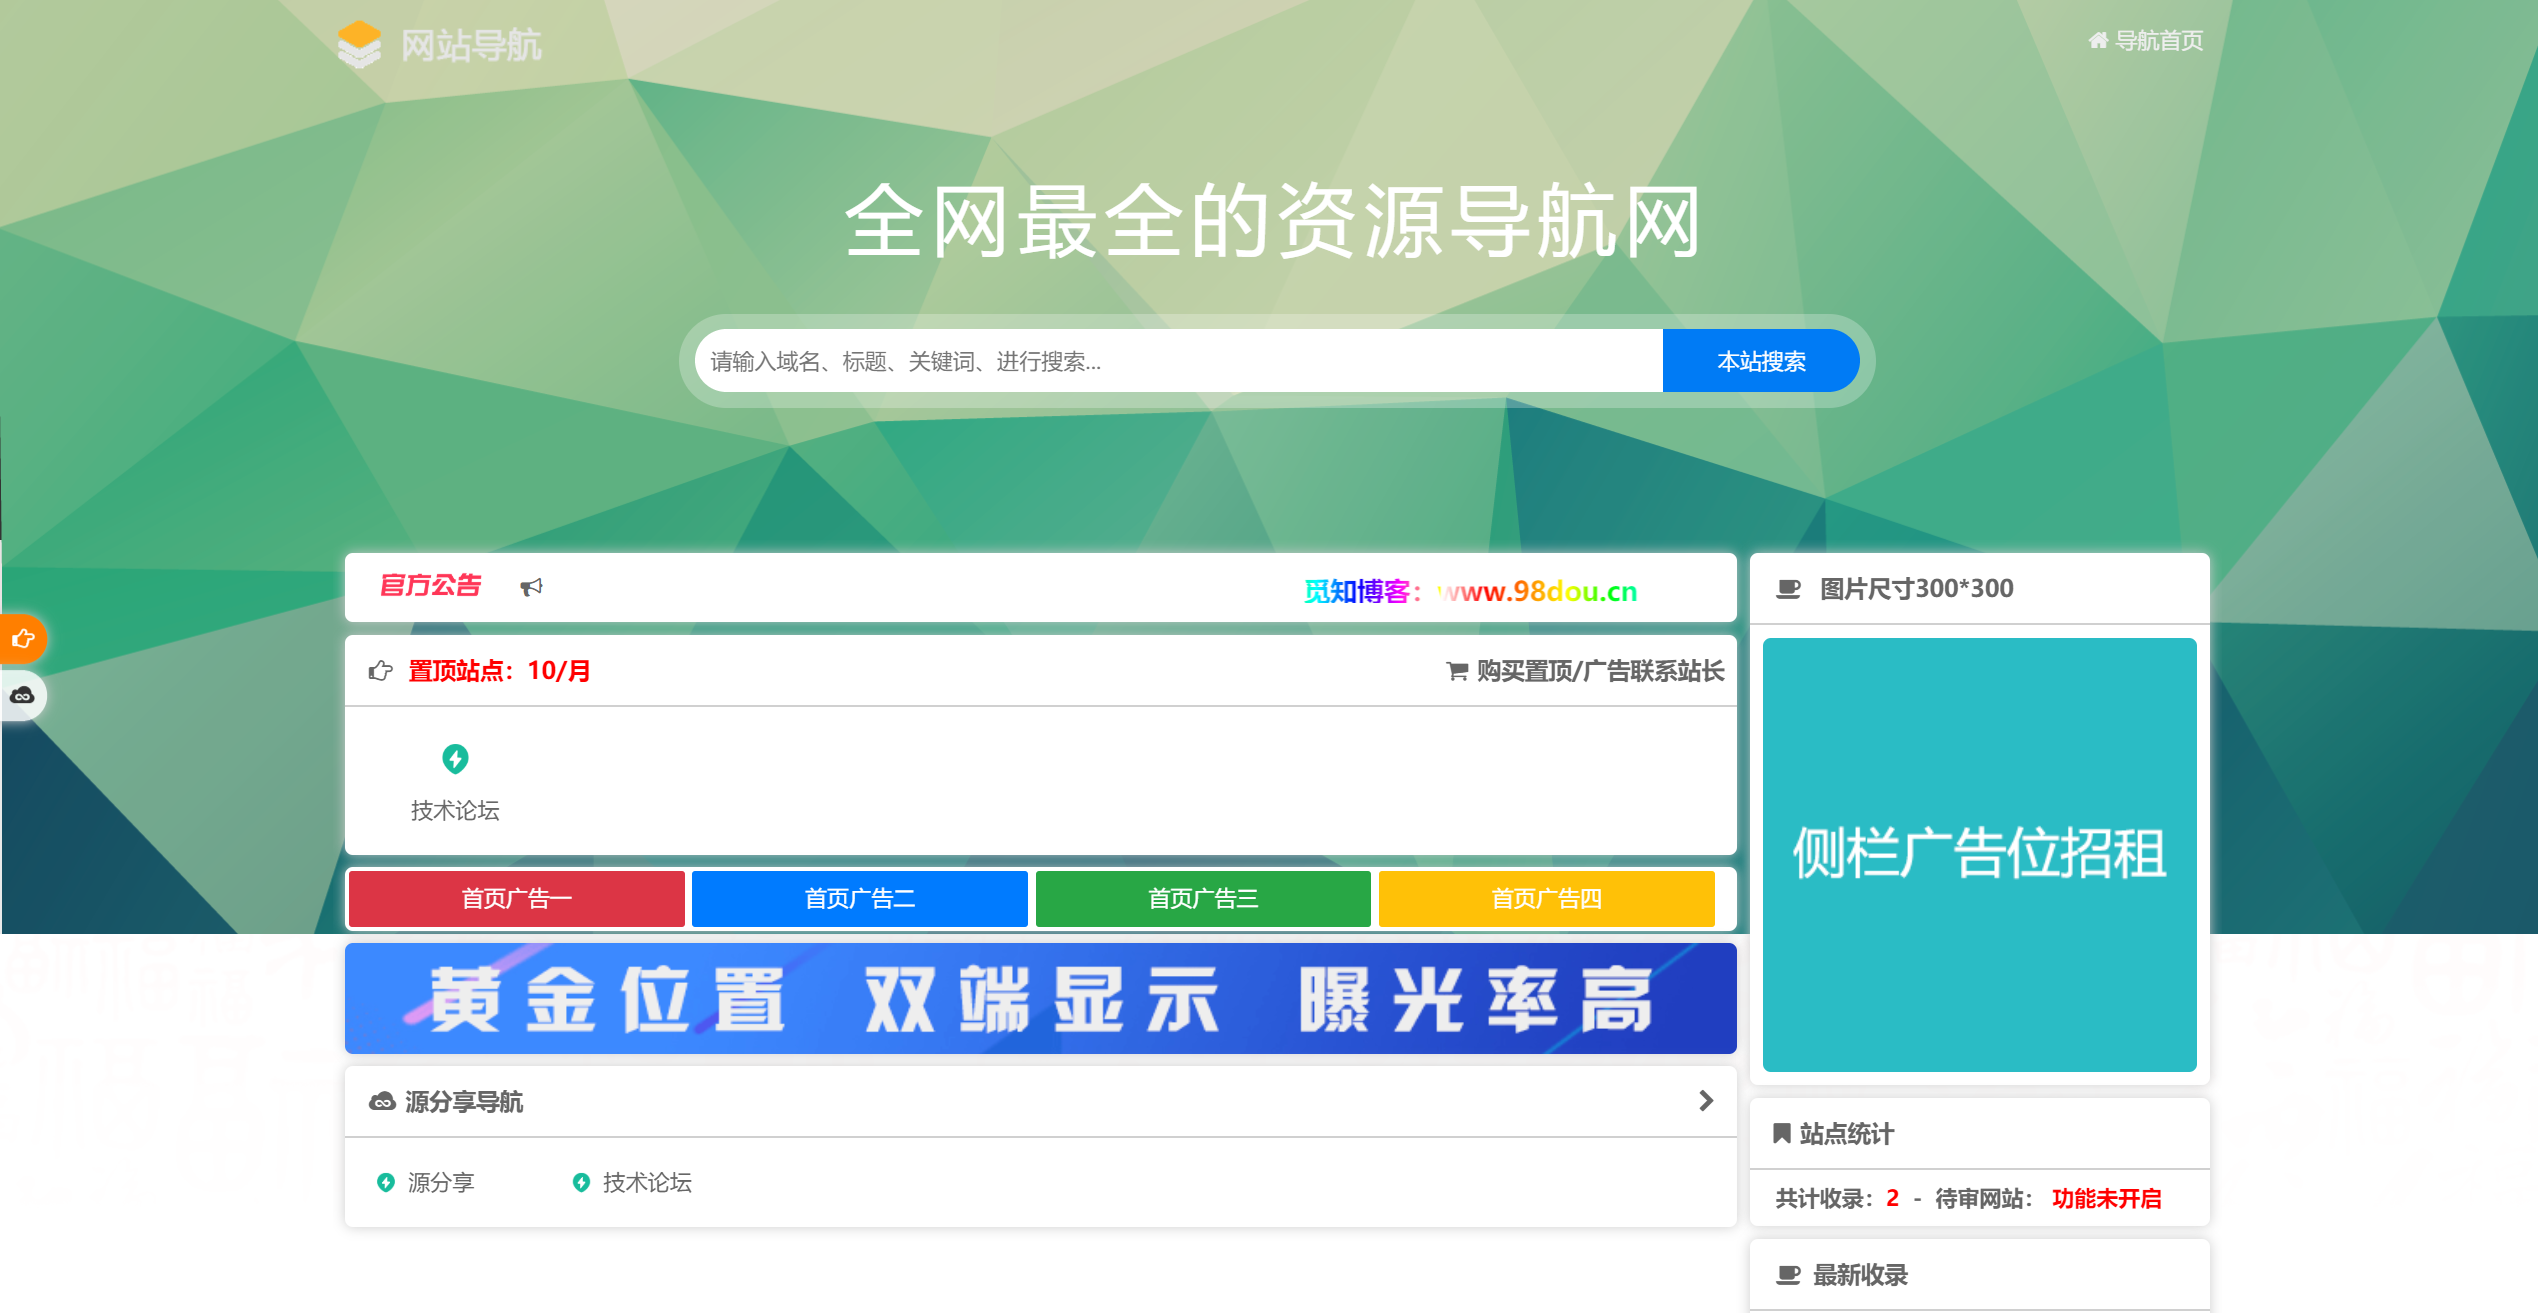 网站导航
导航首页
全网最全的资源导航网
请输入域名、标题、关键词、进行搜索...
本站搜索
官方公告
觅知博客：www.98dou.cn
置顶站点：10/月
购买置顶/广告联系站长
技术论坛
首页广告一
首页广告二
首页广告三
首页广告四
黄金位置 双端显示 曝光率高
源分享导航
源分享
技术论坛
图片尺寸300*300
侧栏广告位招租
站点统计
共计收录：2 - 待审网站： 功能未开启
最新收录